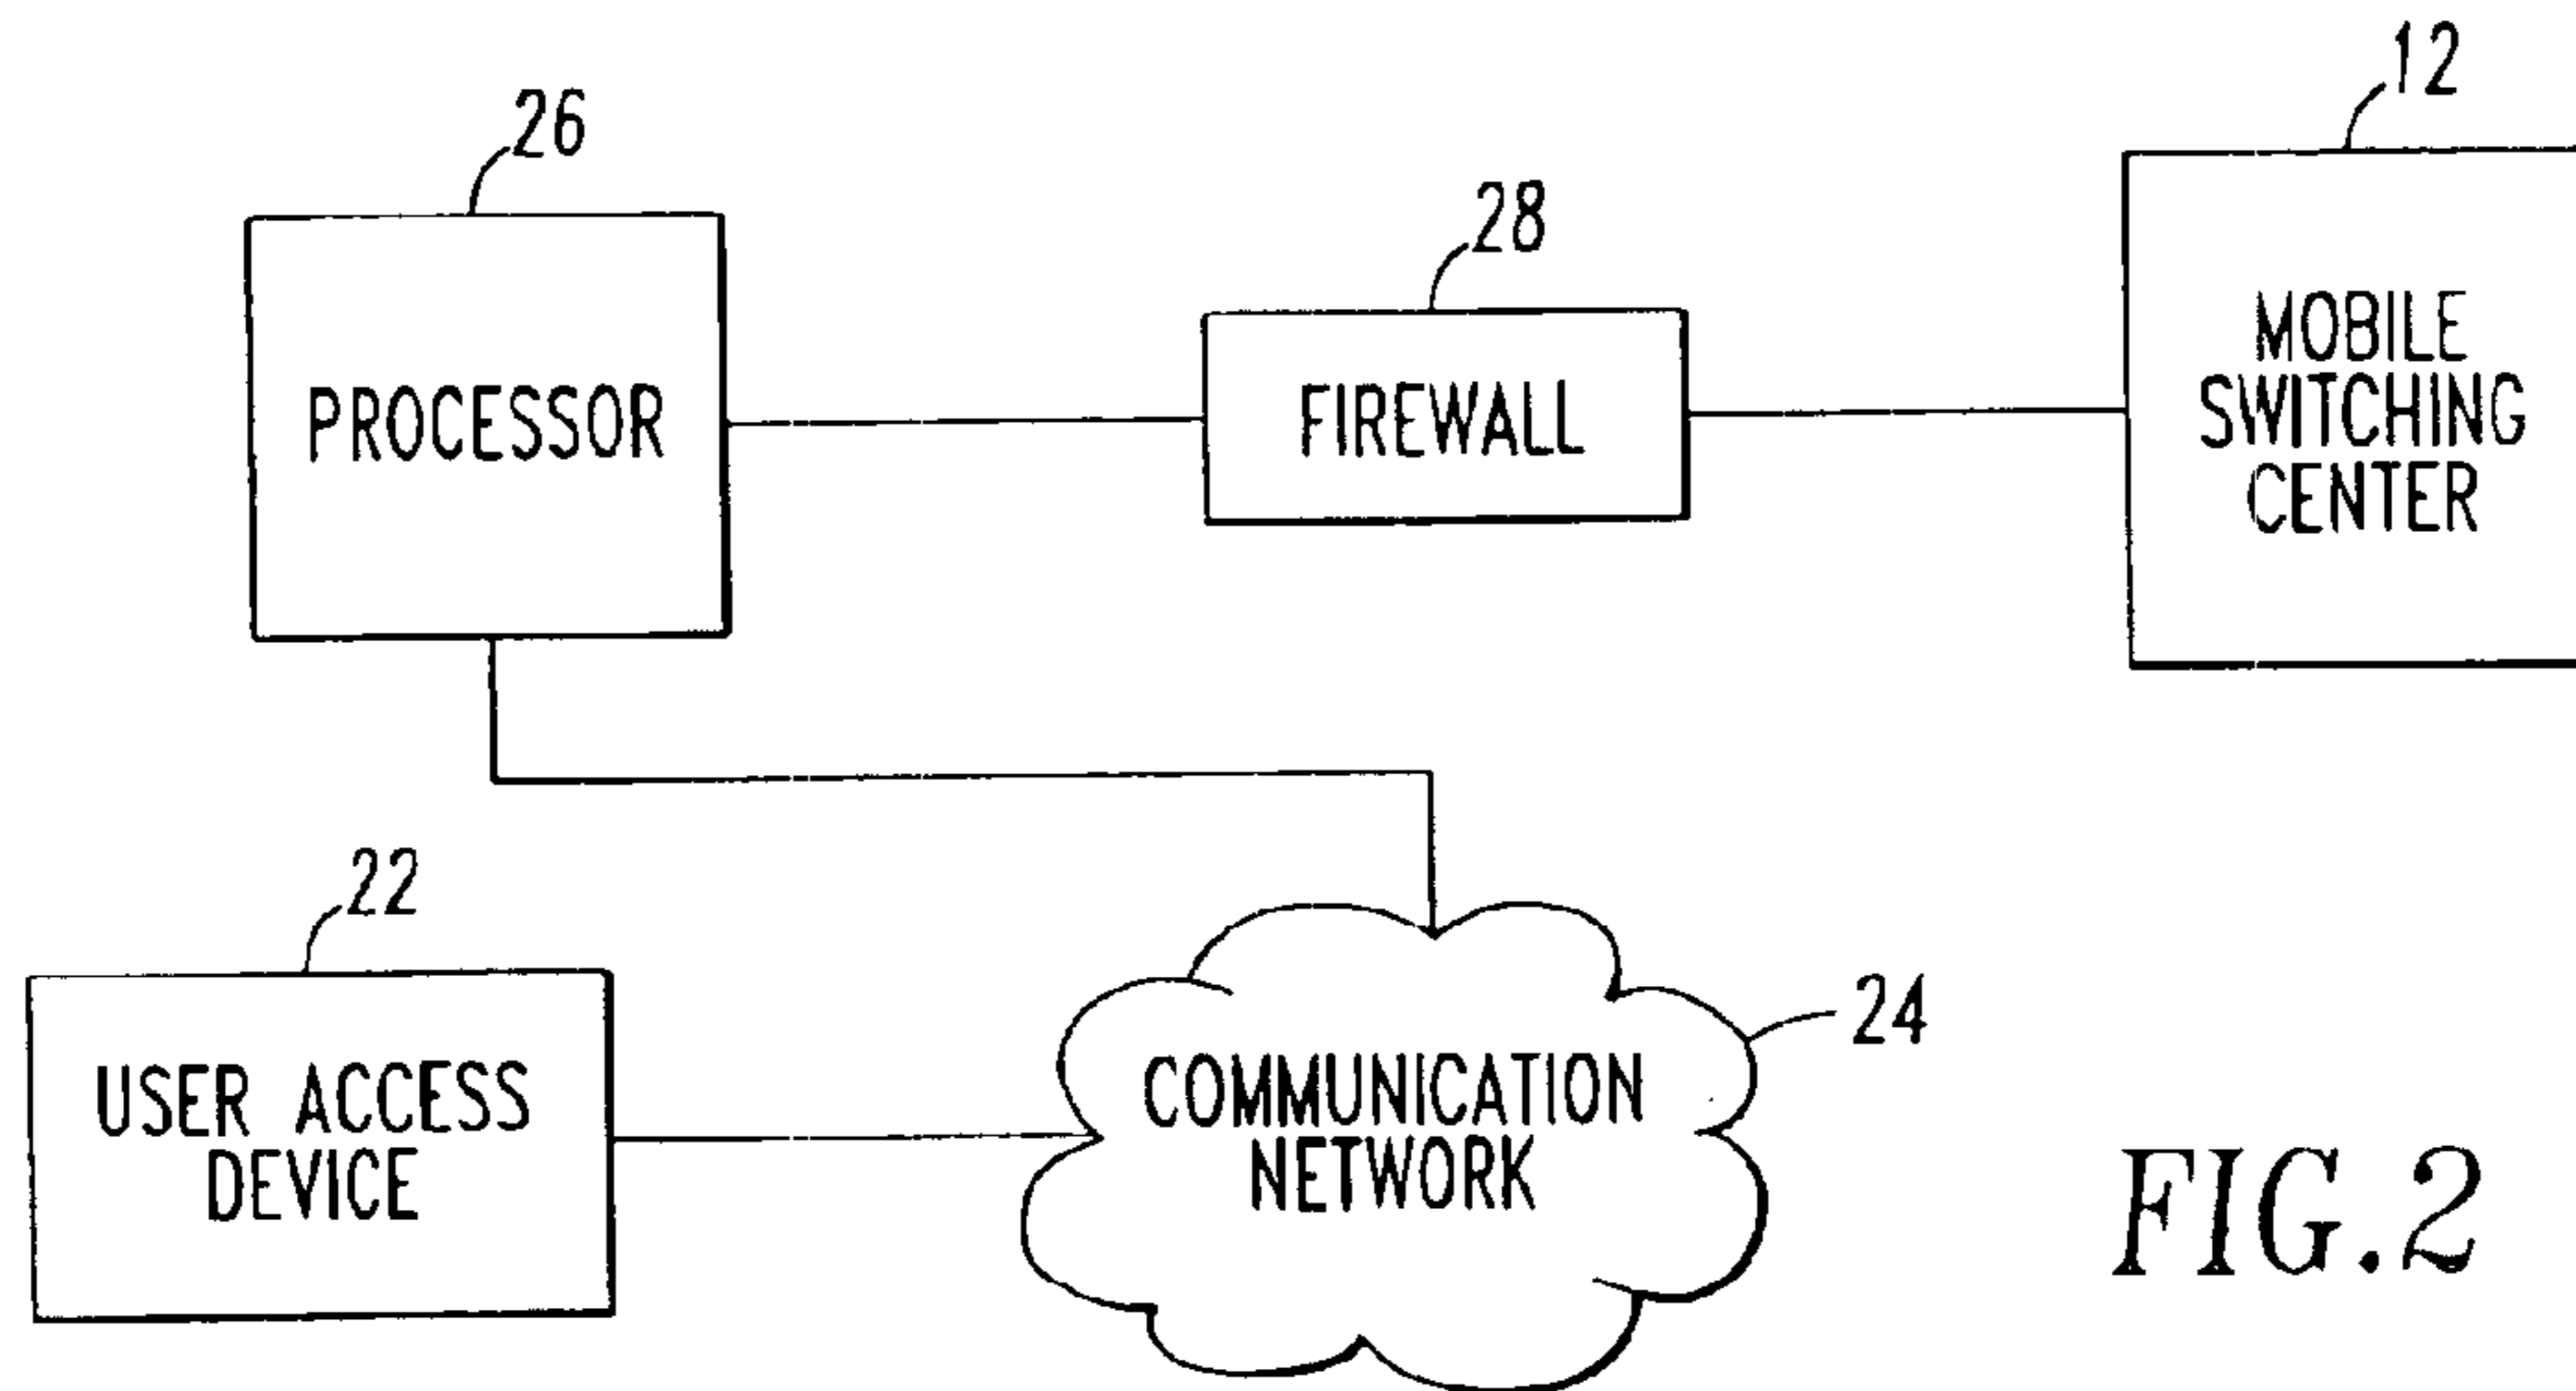 12
26
28
MOBILE
SWITCHING
CENTER
PROCESSOR
FIREWALL
22
24
USER ACCESS
DEVICE
COMMUNICATION
NETWORK
FIG.2